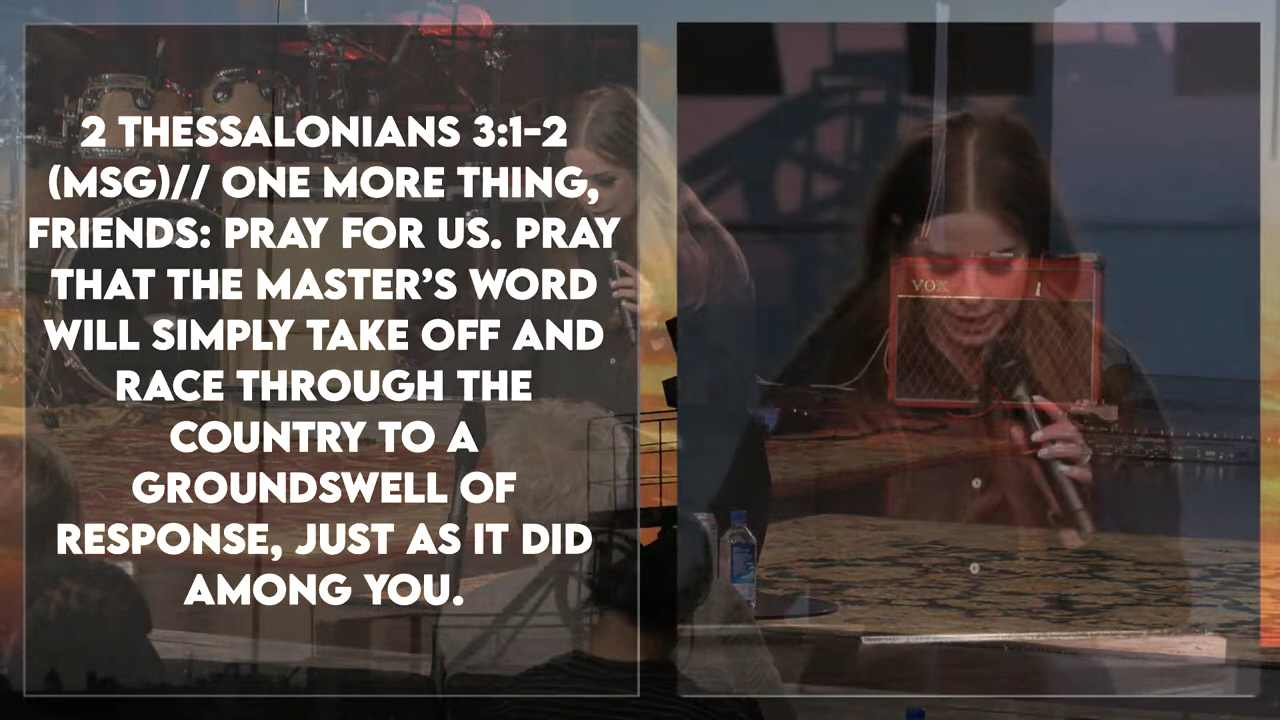 2 THESSALONIANS 3:1-2
(MSG)// ONE MORE THING,
FRIENDS: PRAY FOR US. PRAY
THAT THE MASTER'S WORD
WILL SIMPLY TAKE OFF AND
RACE THROUGH THE
COUNTRY TO A
GROUNDSWELL OF
RESPONSE, JUST AS IT DID
AMONG YOU.
VOX